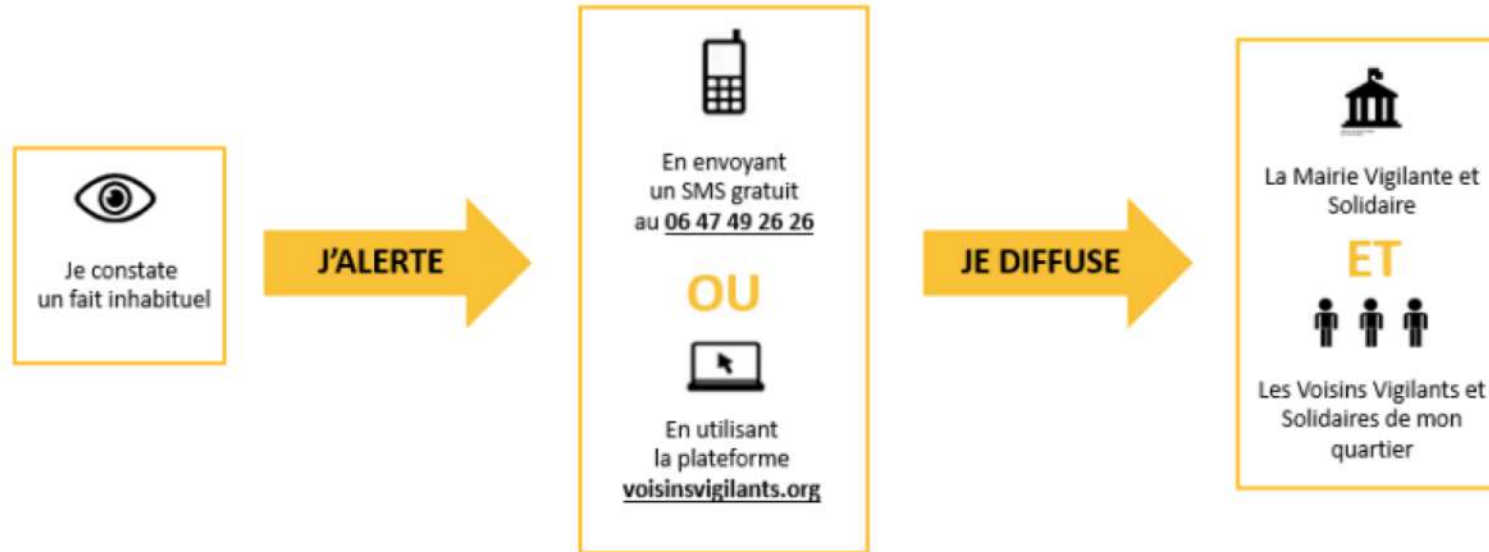 Je constate
un fait inhabituel
J'ALERTE
En envoyant
un SMS gratuit
au 06 47 49 26 26
OU
En utilisant
la plateforme
voisinsvigilants.org
JE DIFFUSE
La Mairie Vigilante et
Solidaire
ET
Les Voisins Vigilants et
Solidaires de mon
quartier